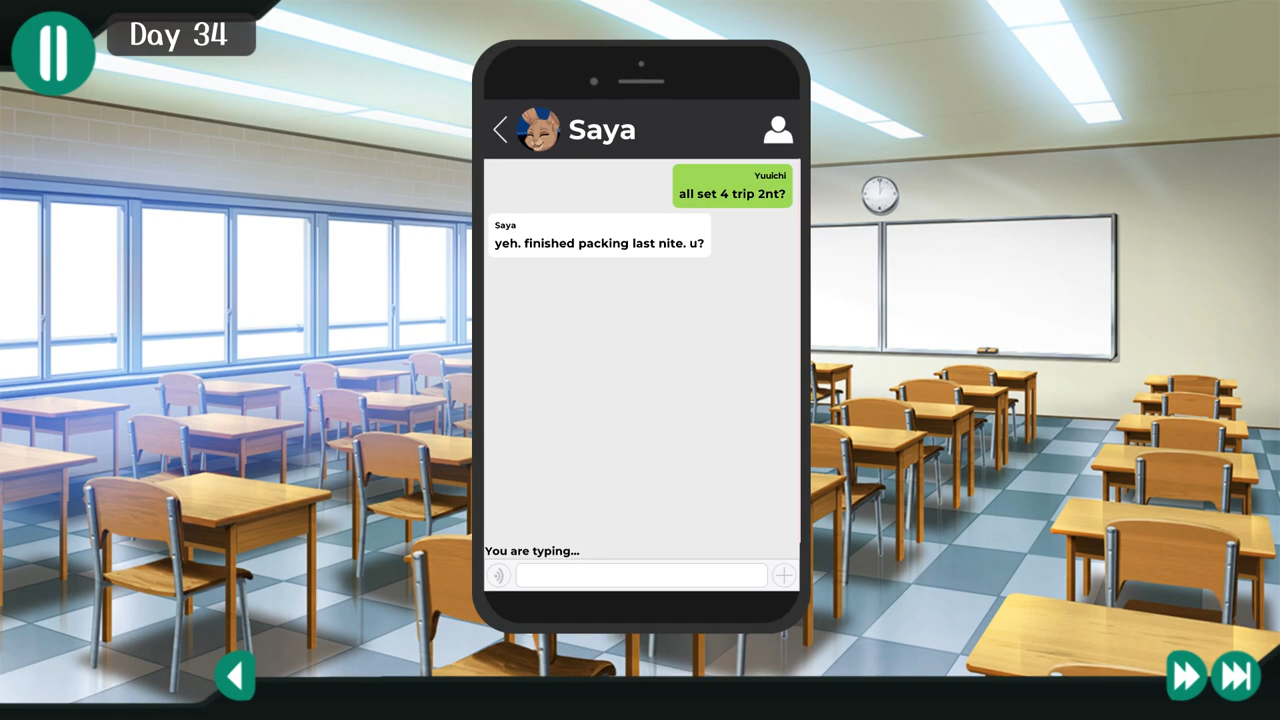 Day 34
Saya
Yuuichi
all set 4 trip 2nt?
Saya
yeh. finished packing last nite. u?
You are typing...